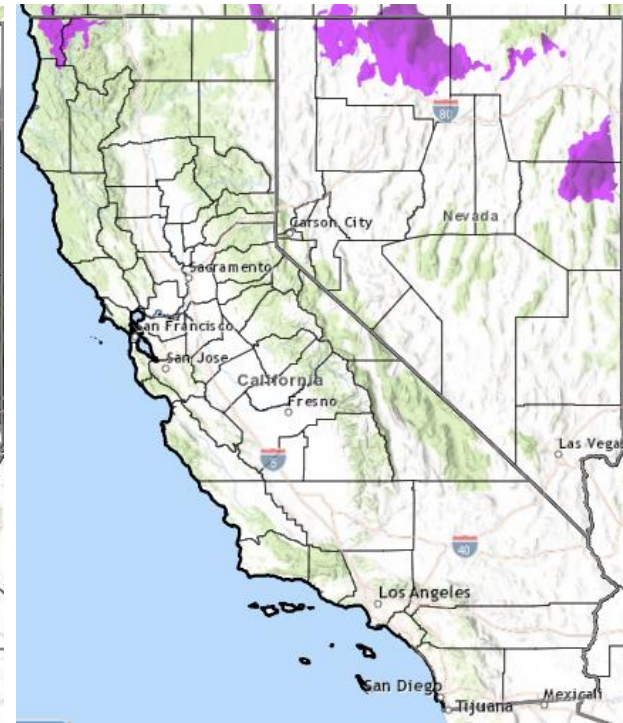 80
Carson City
Nevada
Sacramento
San Francisco
San Jose
California
Fresno
Las Vegas
5
40
Los Angeles
San Diego
Tijuana
Mexicali